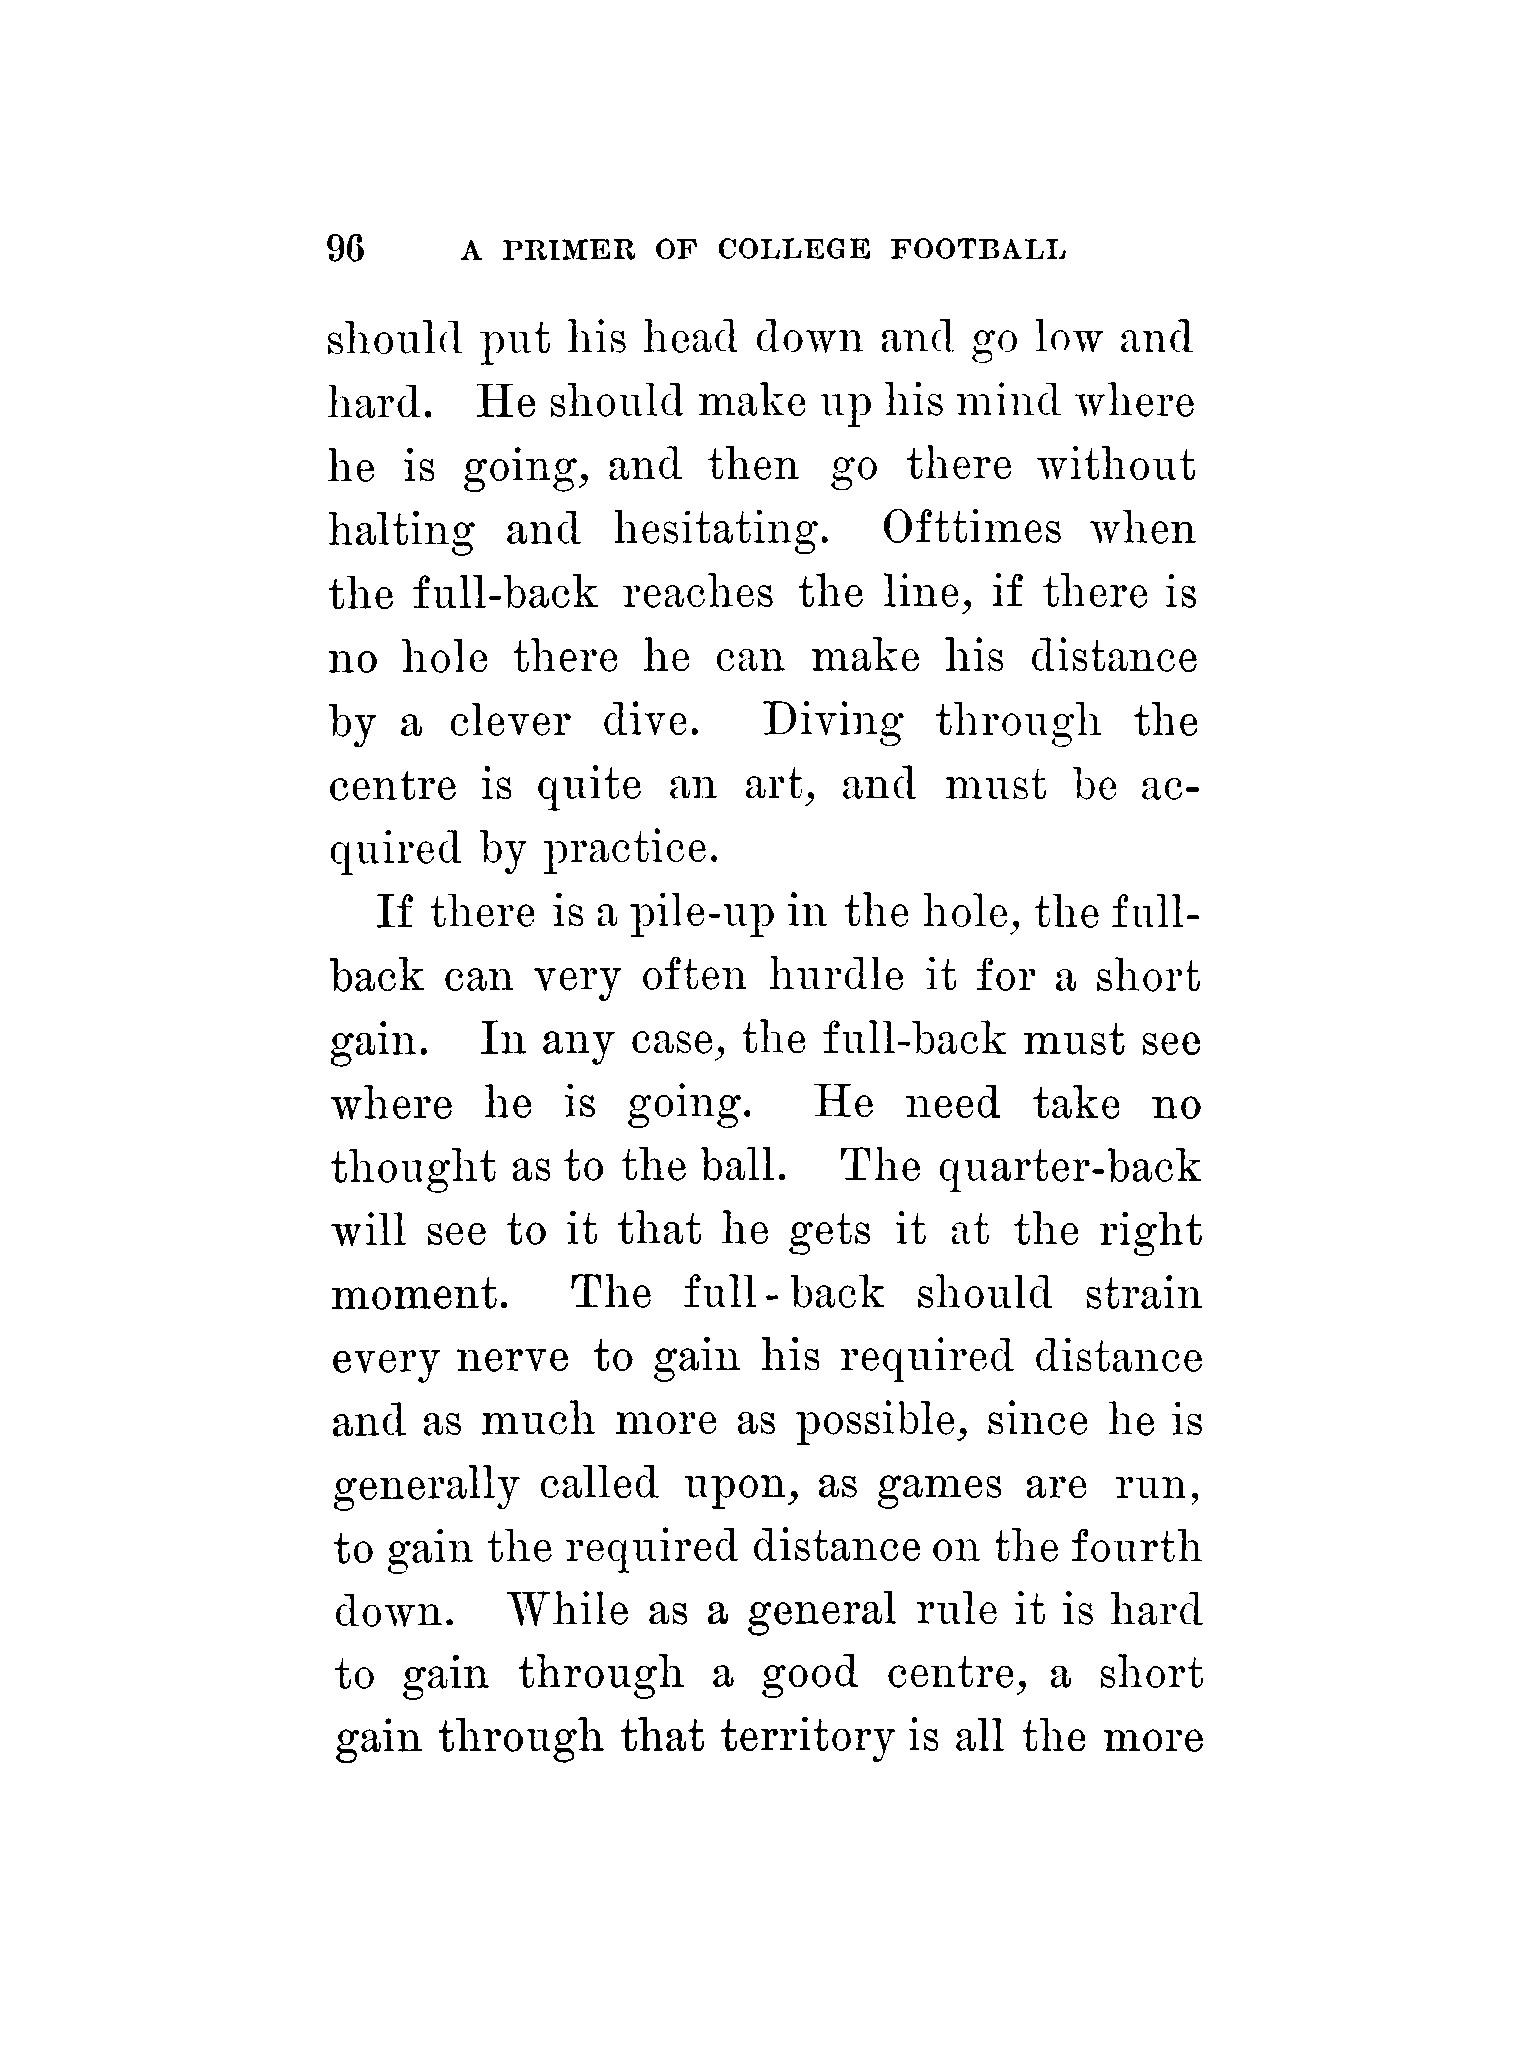 96 A PRIMER OF COLLEGE FOOTBALL
should put his head down and go low and
hard. He should make up his mind where
he is going, and then go there without
halting and hesitating. Ofttimes when
the full-back reaches the line, if there is
no hole there he can make his distance
by a clever dive. Diving through the
centre is quite an art, and must be ac-
quired by practice.
If there is a pile-up in the hole, the full-
back can very often hurdle it for a short
gain. In any case, the full-back must see
where he is going. He need take no
thought as to the ball. The quarter-back
will see to it that he gets it at the right
moment. The full-back should strain
every nerve to gain his required distance
and as much more as possible, since he is
generally called upon, as games are run,
to gain the required distance on the fourth
down. While as a general rule it is hard
to gain through a good centre, a short
gain through that territory is all the more